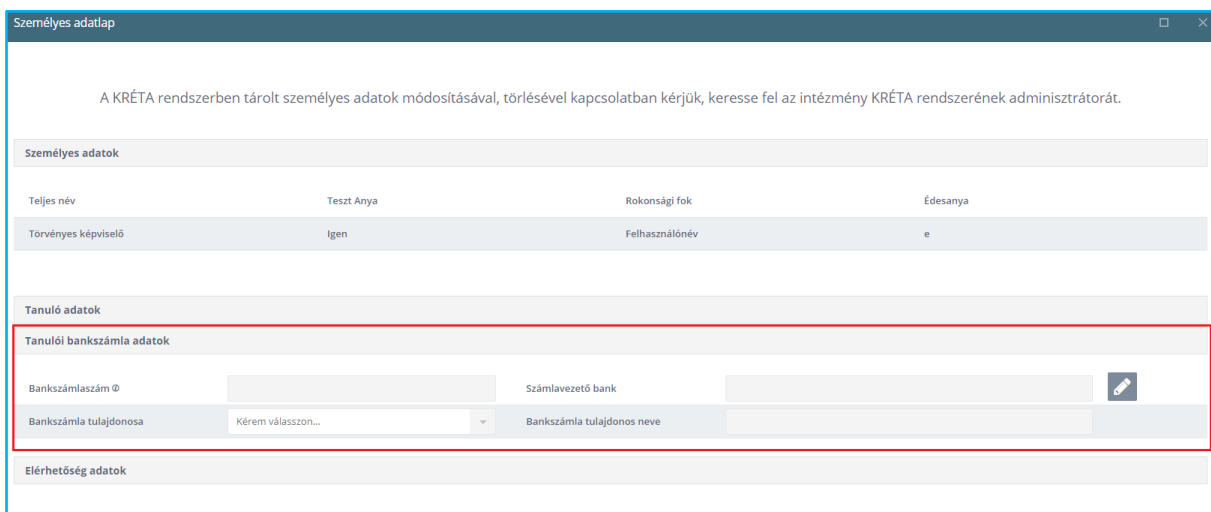 Személyes adatlap
A KRÉTA rendszerben tárolt személyes adatok módosításával, törlésével kapcsolatban kérjük, keresse fel az intézmény KRÉTA rendszerének adminisztrátorát.
Személyes adatok
Teljes név Teszt Anya Rokonsági fok Édesanya
Törvényes képviselő Igen Felhasználónév e
Tanuló adatok
Tanulói bankszámla adatok
Bankszámlaszám Számlavezető bank
Bankszámla tulajdonosa Kérem válasszon... Bankszámla tulajdonos neve
Elérhetőség adatok